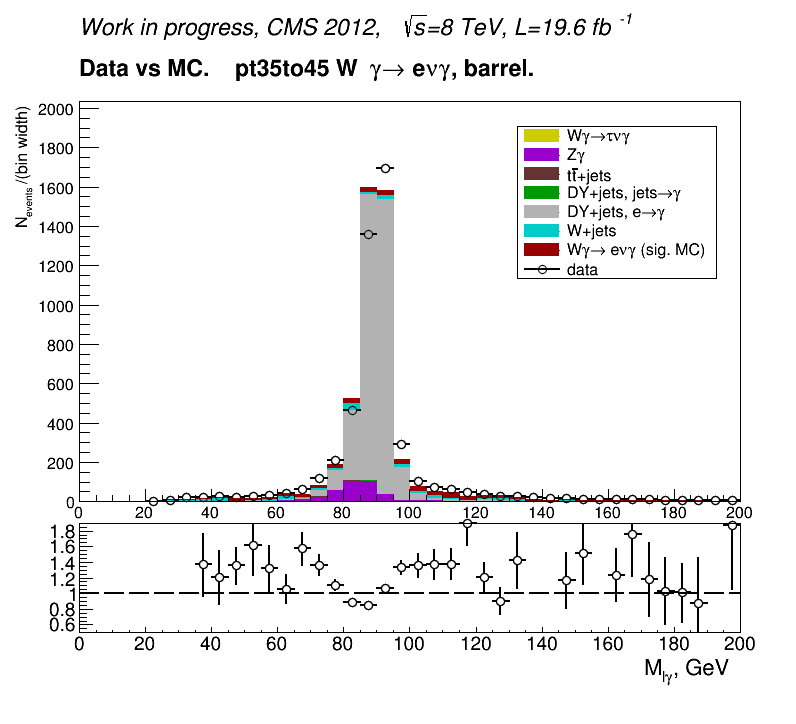 Work in progress, CMS 2012, √s=8 TeV, L=19.6 fb -1
Data vs MC. pt35to45 W γ→ eνγ, barrel.
N events /(bin width)
2000
1800
1600
1400
1200
1000
800
600
400
200
0
Wγ→τνγ
Zγ
tt̄+jets
DY+jets, jets→γ
DY+jets, e→γ
W+jets
Wγ→ eνγ (sig. MC)
data
0 20 40 60 80 100 120 140 160 180 200
1.8
1.6
1.4
1.2
1
0.8
0.6
0 20 40 60 80 100 120 140 160 180 200
M lγ, GeV